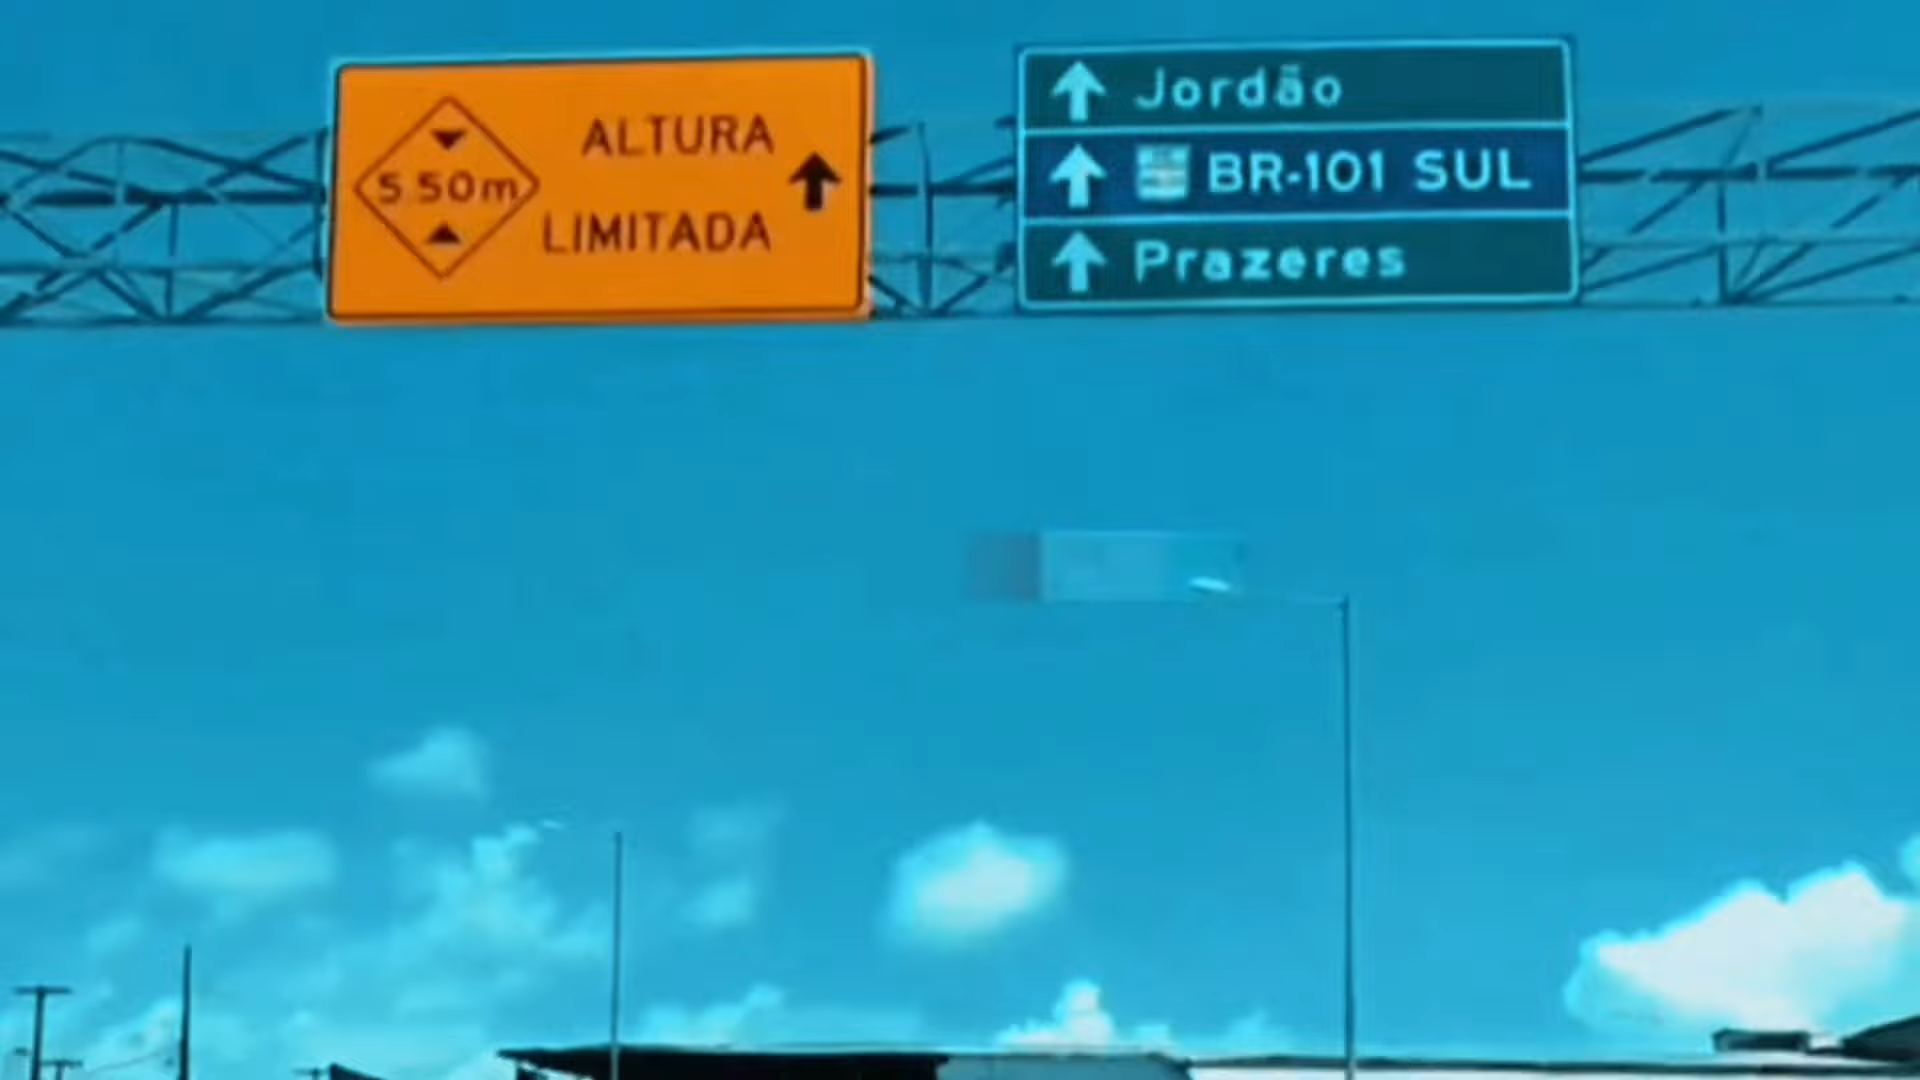 ALTURA
5.50m
LIMITADA
Jordão
BR-101 SUL
Prazeres